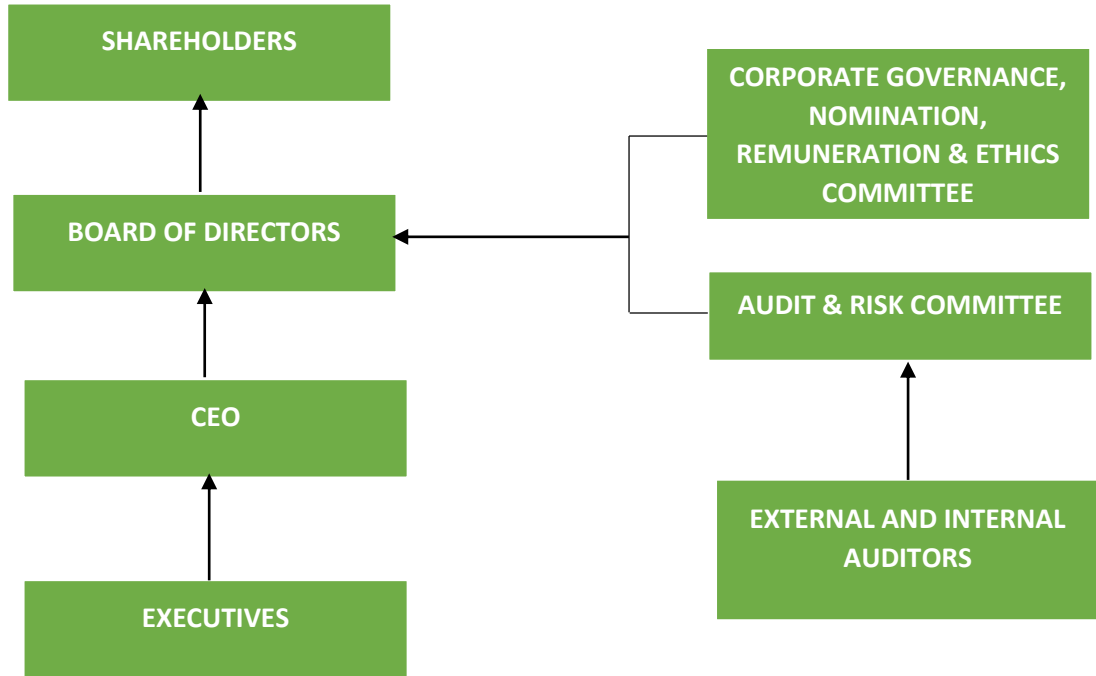 SHAREHOLDERS
BOARD OF DIRECTORS
CEO
EXECUTIVES
CORPORATE GOVERNANCE,
NOMINATION,
REMUNERATION & ETHICS
COMMITTEE
AUDIT & RISK COMMITTEE
EXTERNAL AND INTERNAL
AUDITORS